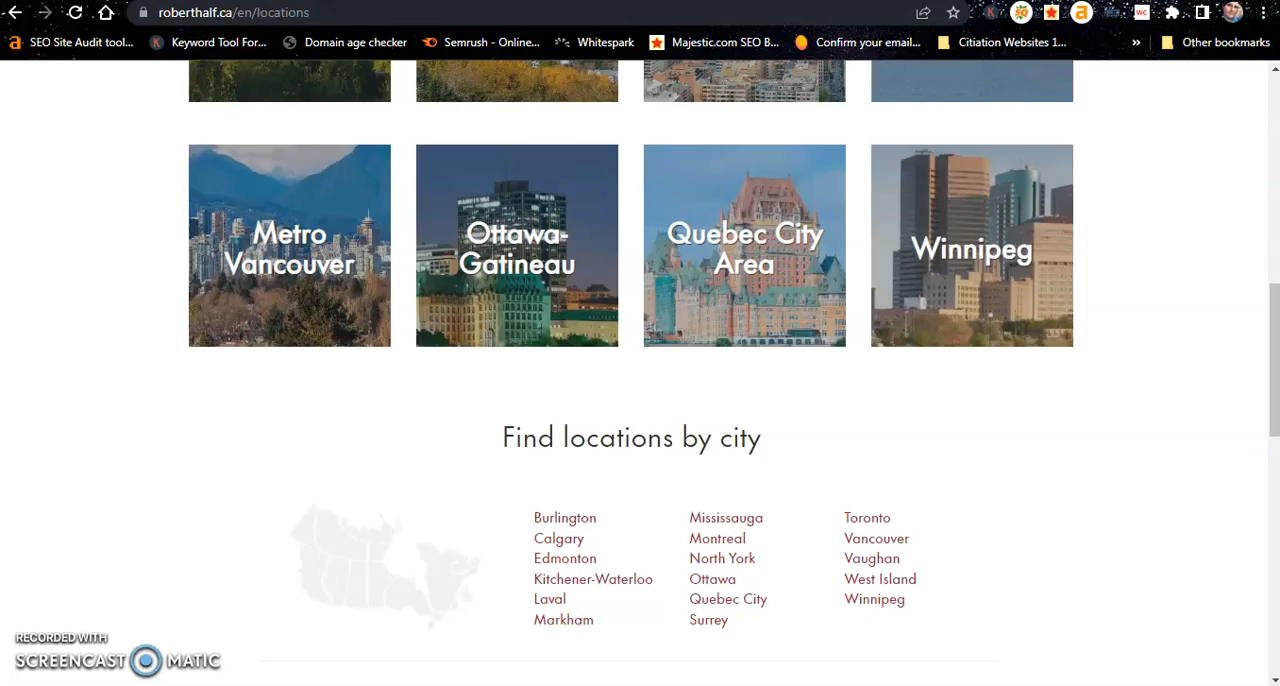 roberthalf.ca/en/locations
SEO Site Audit tool...
Keyword Tool For...
Domain age checker
Semrush - Online...
Whitespark
Majestic.com SEO B...
Confirm your email...
Citiation Websites 1...
»
Other bookmarks
Metro
Vancouver
Ottawa-
Gatineau
Quebec City
Area
Winnipeg
Find locations by city
Burlington
Calgary
Edmonton
Kitchener-Waterloo
Laval
Markham
Mississauga
Montreal
North York
Ottawa
Quebec City
Surrey
Toronto
Vancouver
Vaughan
West Island
Winnipeg
RECORDED WITH
SCREENCAST MATIC